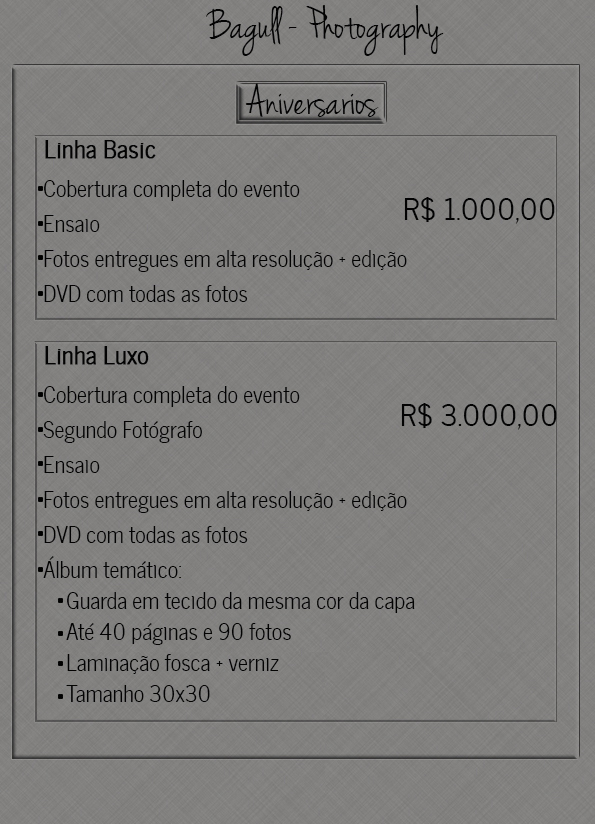 Bagull - Photography
Aniversarios
Linha Basic
▪Cobertura completa do evento
▪Ensaio
R$ 1.000,00
▪Fotos entregues em alta resolução + edição
▪DVD com todas as fotos
Linha Luxo
▪Cobertura completa do evento
▪Segundo Fotógrafo
R$ 3.000,00
▪Ensaio
▪Fotos entregues em alta resolução + edição
▪DVD com todas as fotos
▪Álbum temático:
▪Guarda em tecido da mesma cor da capa
▪Até 40 páginas e 90 fotos
▪Laminação fosca + verniz
▪Tamanho 30x30